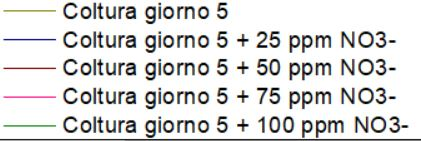 Coltura giorno 5
Coltura giorno 5 + 25 ppm NO3-
Coltura giorno 5 + 50 ppm NO3-
Coltura giorno 5 + 75 ppm NO3-
Coltura giorno 5 + 100 ppm NO3-